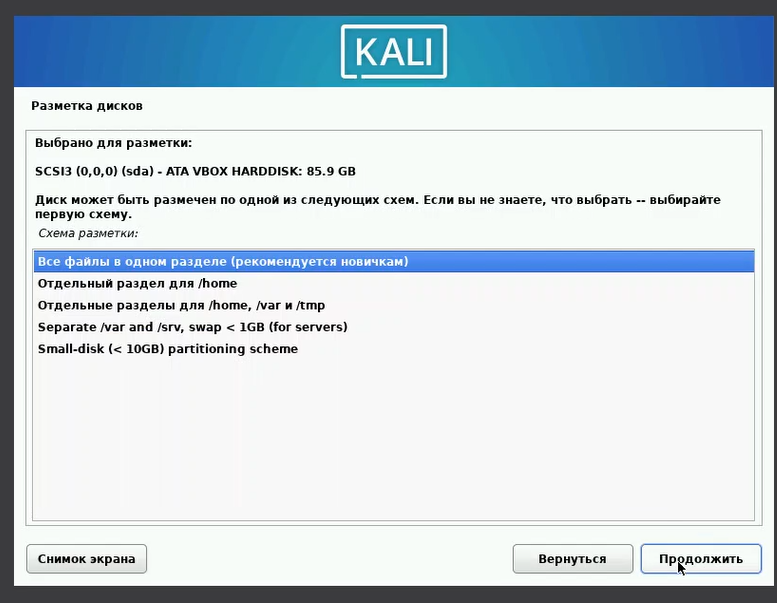 KALI
Разметка дисков
Выбрано для разметки:
SCSI3 (0,0,0) (sda) - ATA VBOX HARDDISK: 85.9 GB
Диск может быть размечен по одной из следующих схем. Если вы не знаете, что выбрать -- выбирайте
первую схему.
Схема разметки:
Все файлы в одном разделе (рекомендуется новичкам)
Отдельный раздел для /home
Отдельные разделы для /home, /var и /tmp
Separate /var and /srv, swap < 1GB (for servers)
Small-disk (< 10GB) partitioning scheme
Снимок экрана
Вернуться
Продолжить